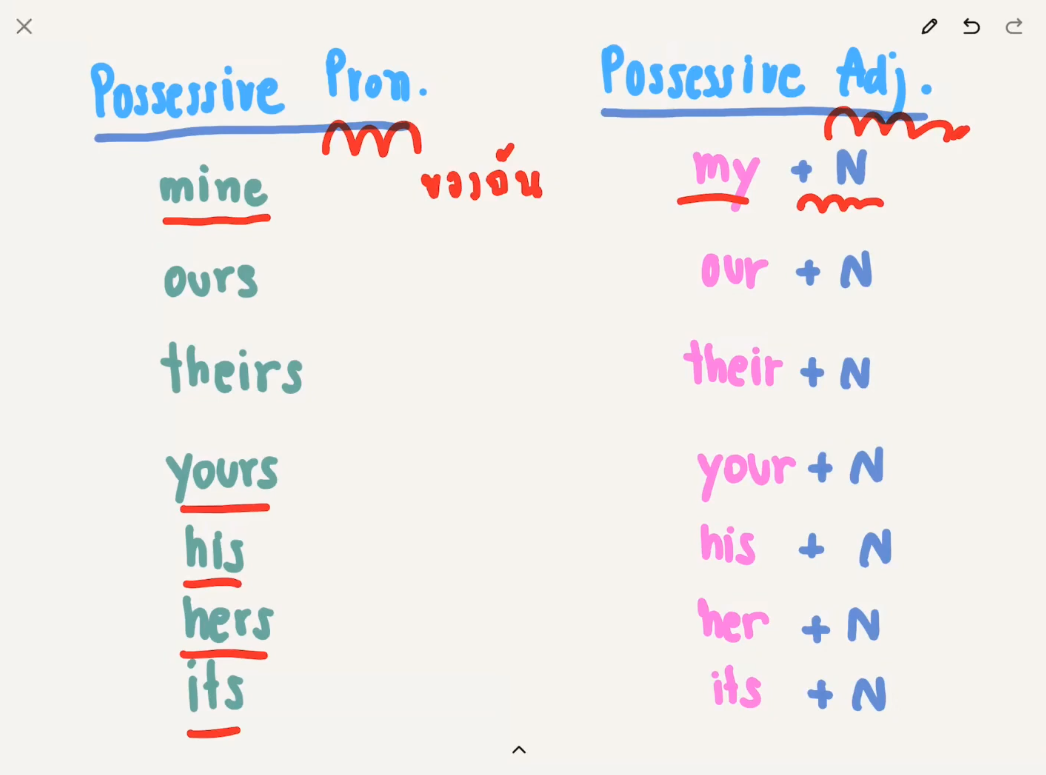 Possessive Pron.
mine ของฉัน
ours
theirs
yours
his
hers
its
Possessive Adj.
my + N
our + N
their + N
your + N
his + N
her + N
its + N